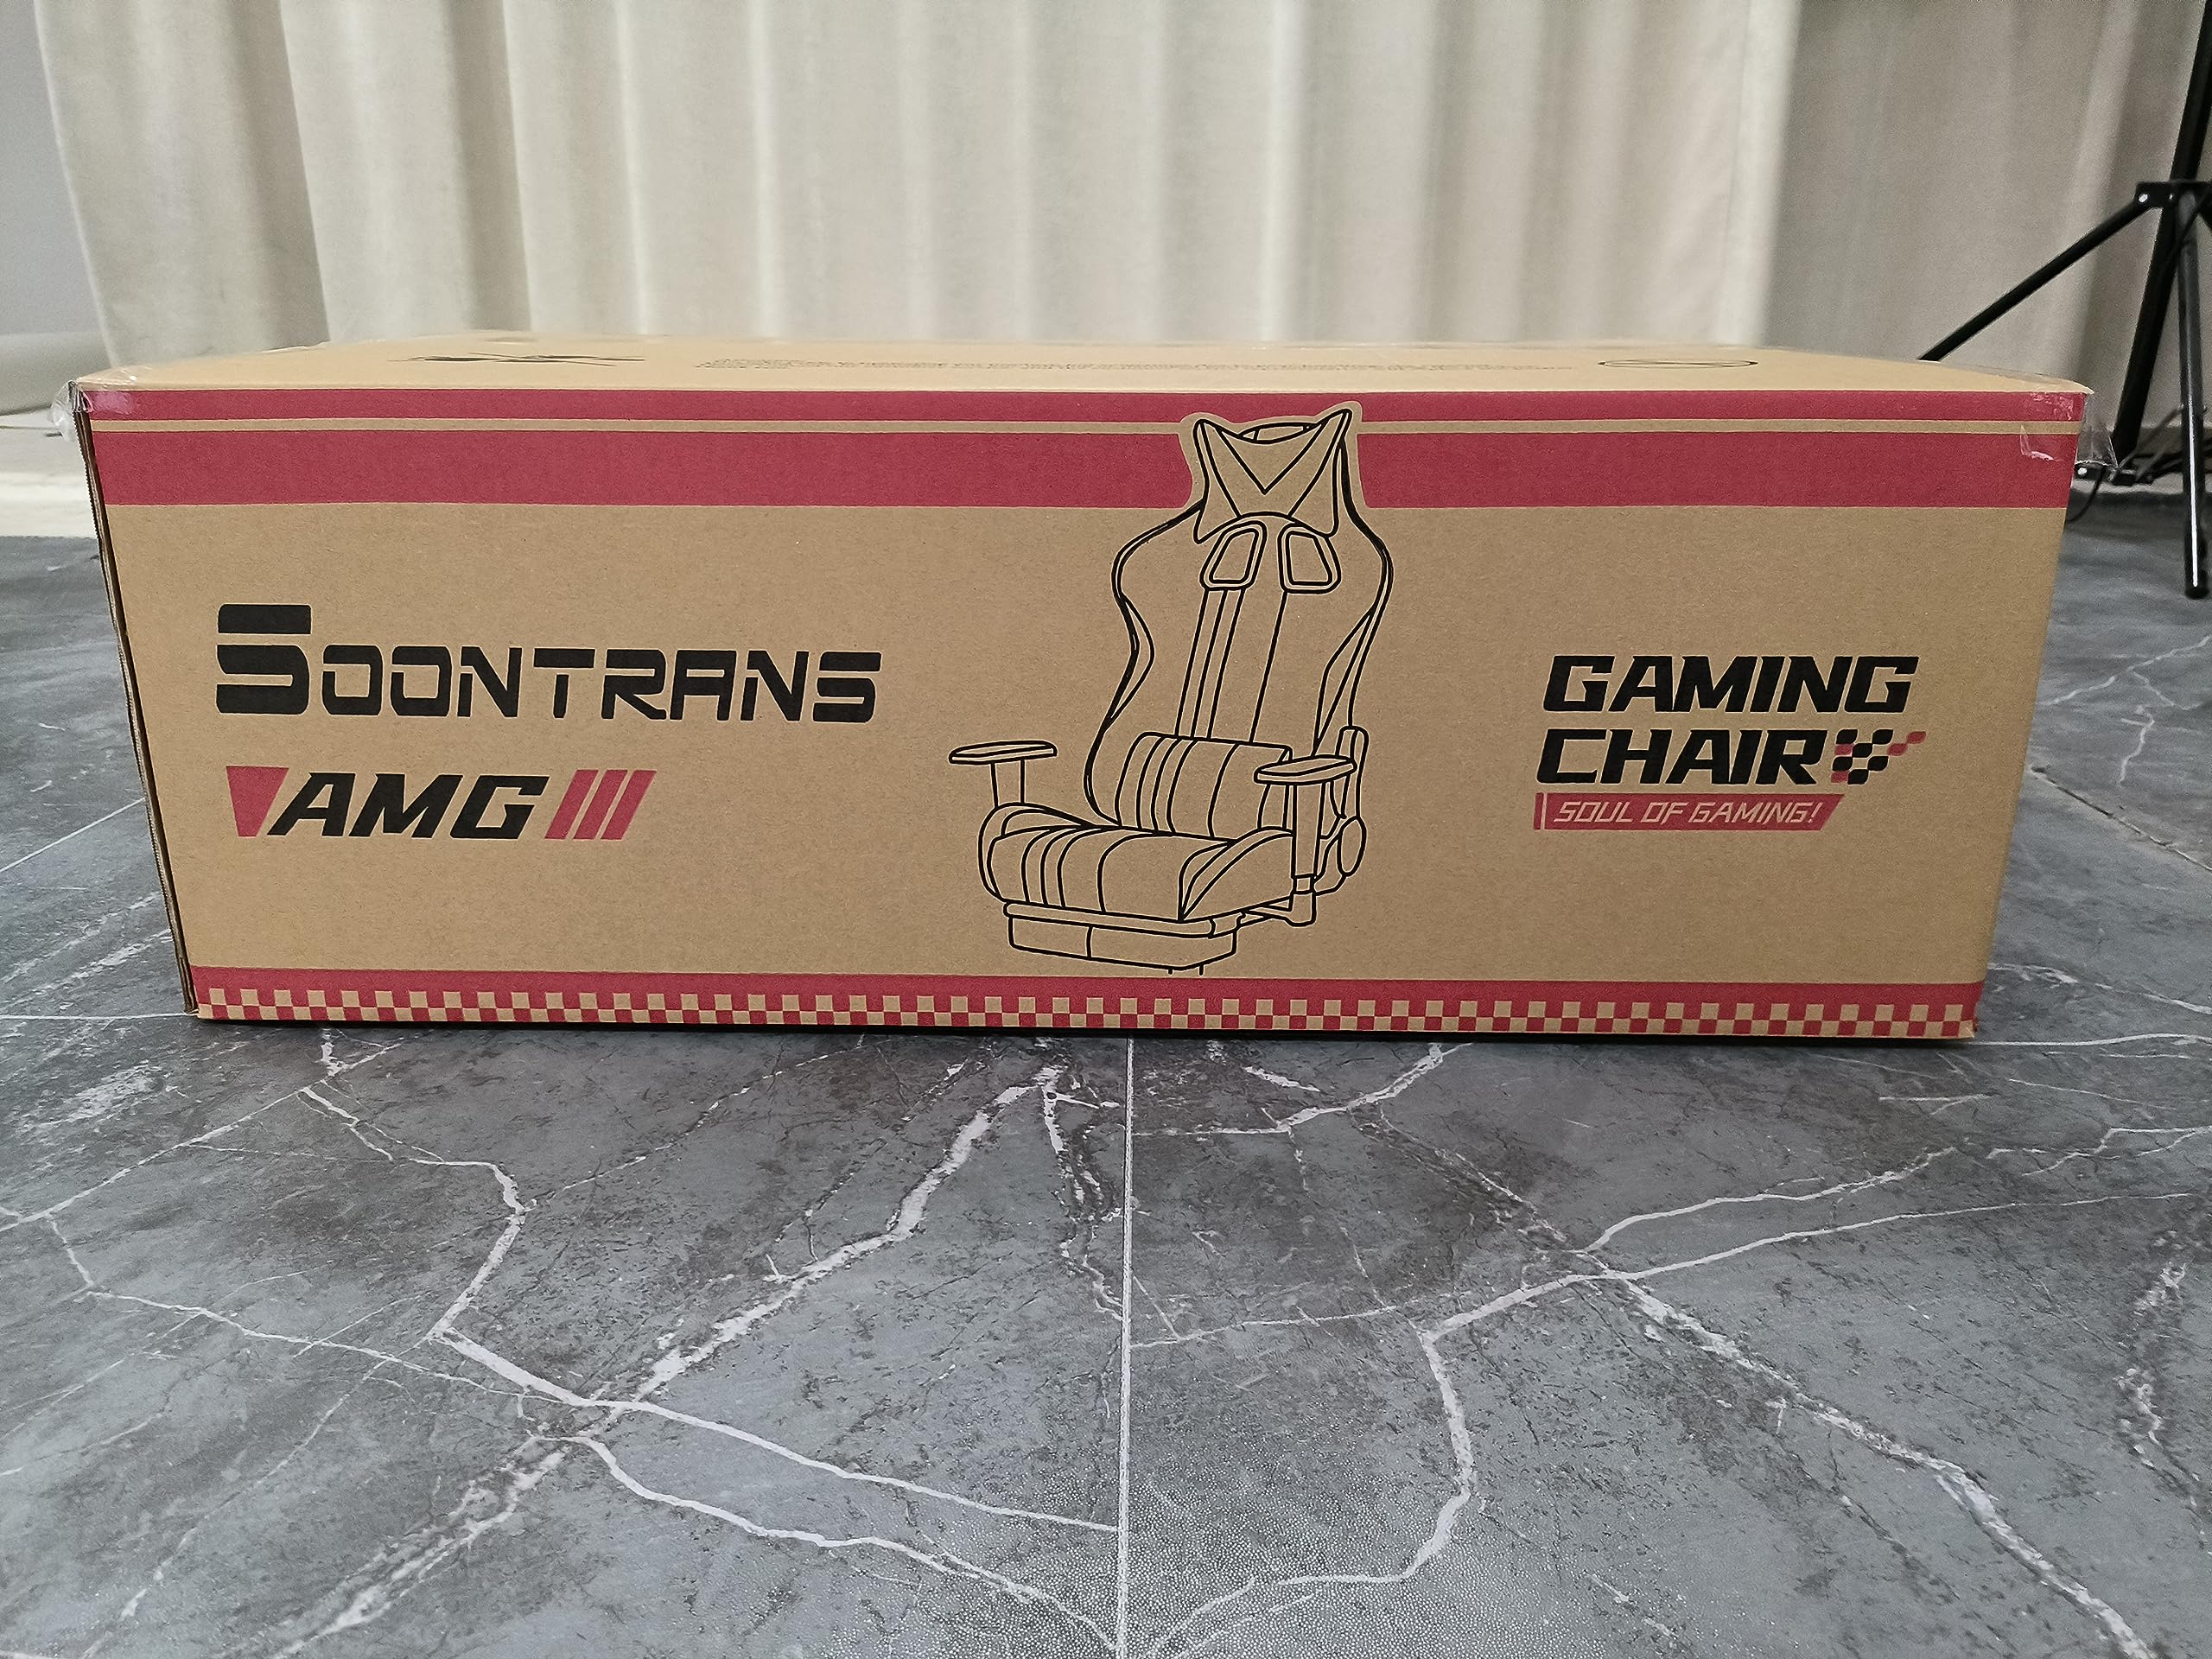 SOONTRANS
AMG
GAMING
CHAIR
SOUL OF GAMING!